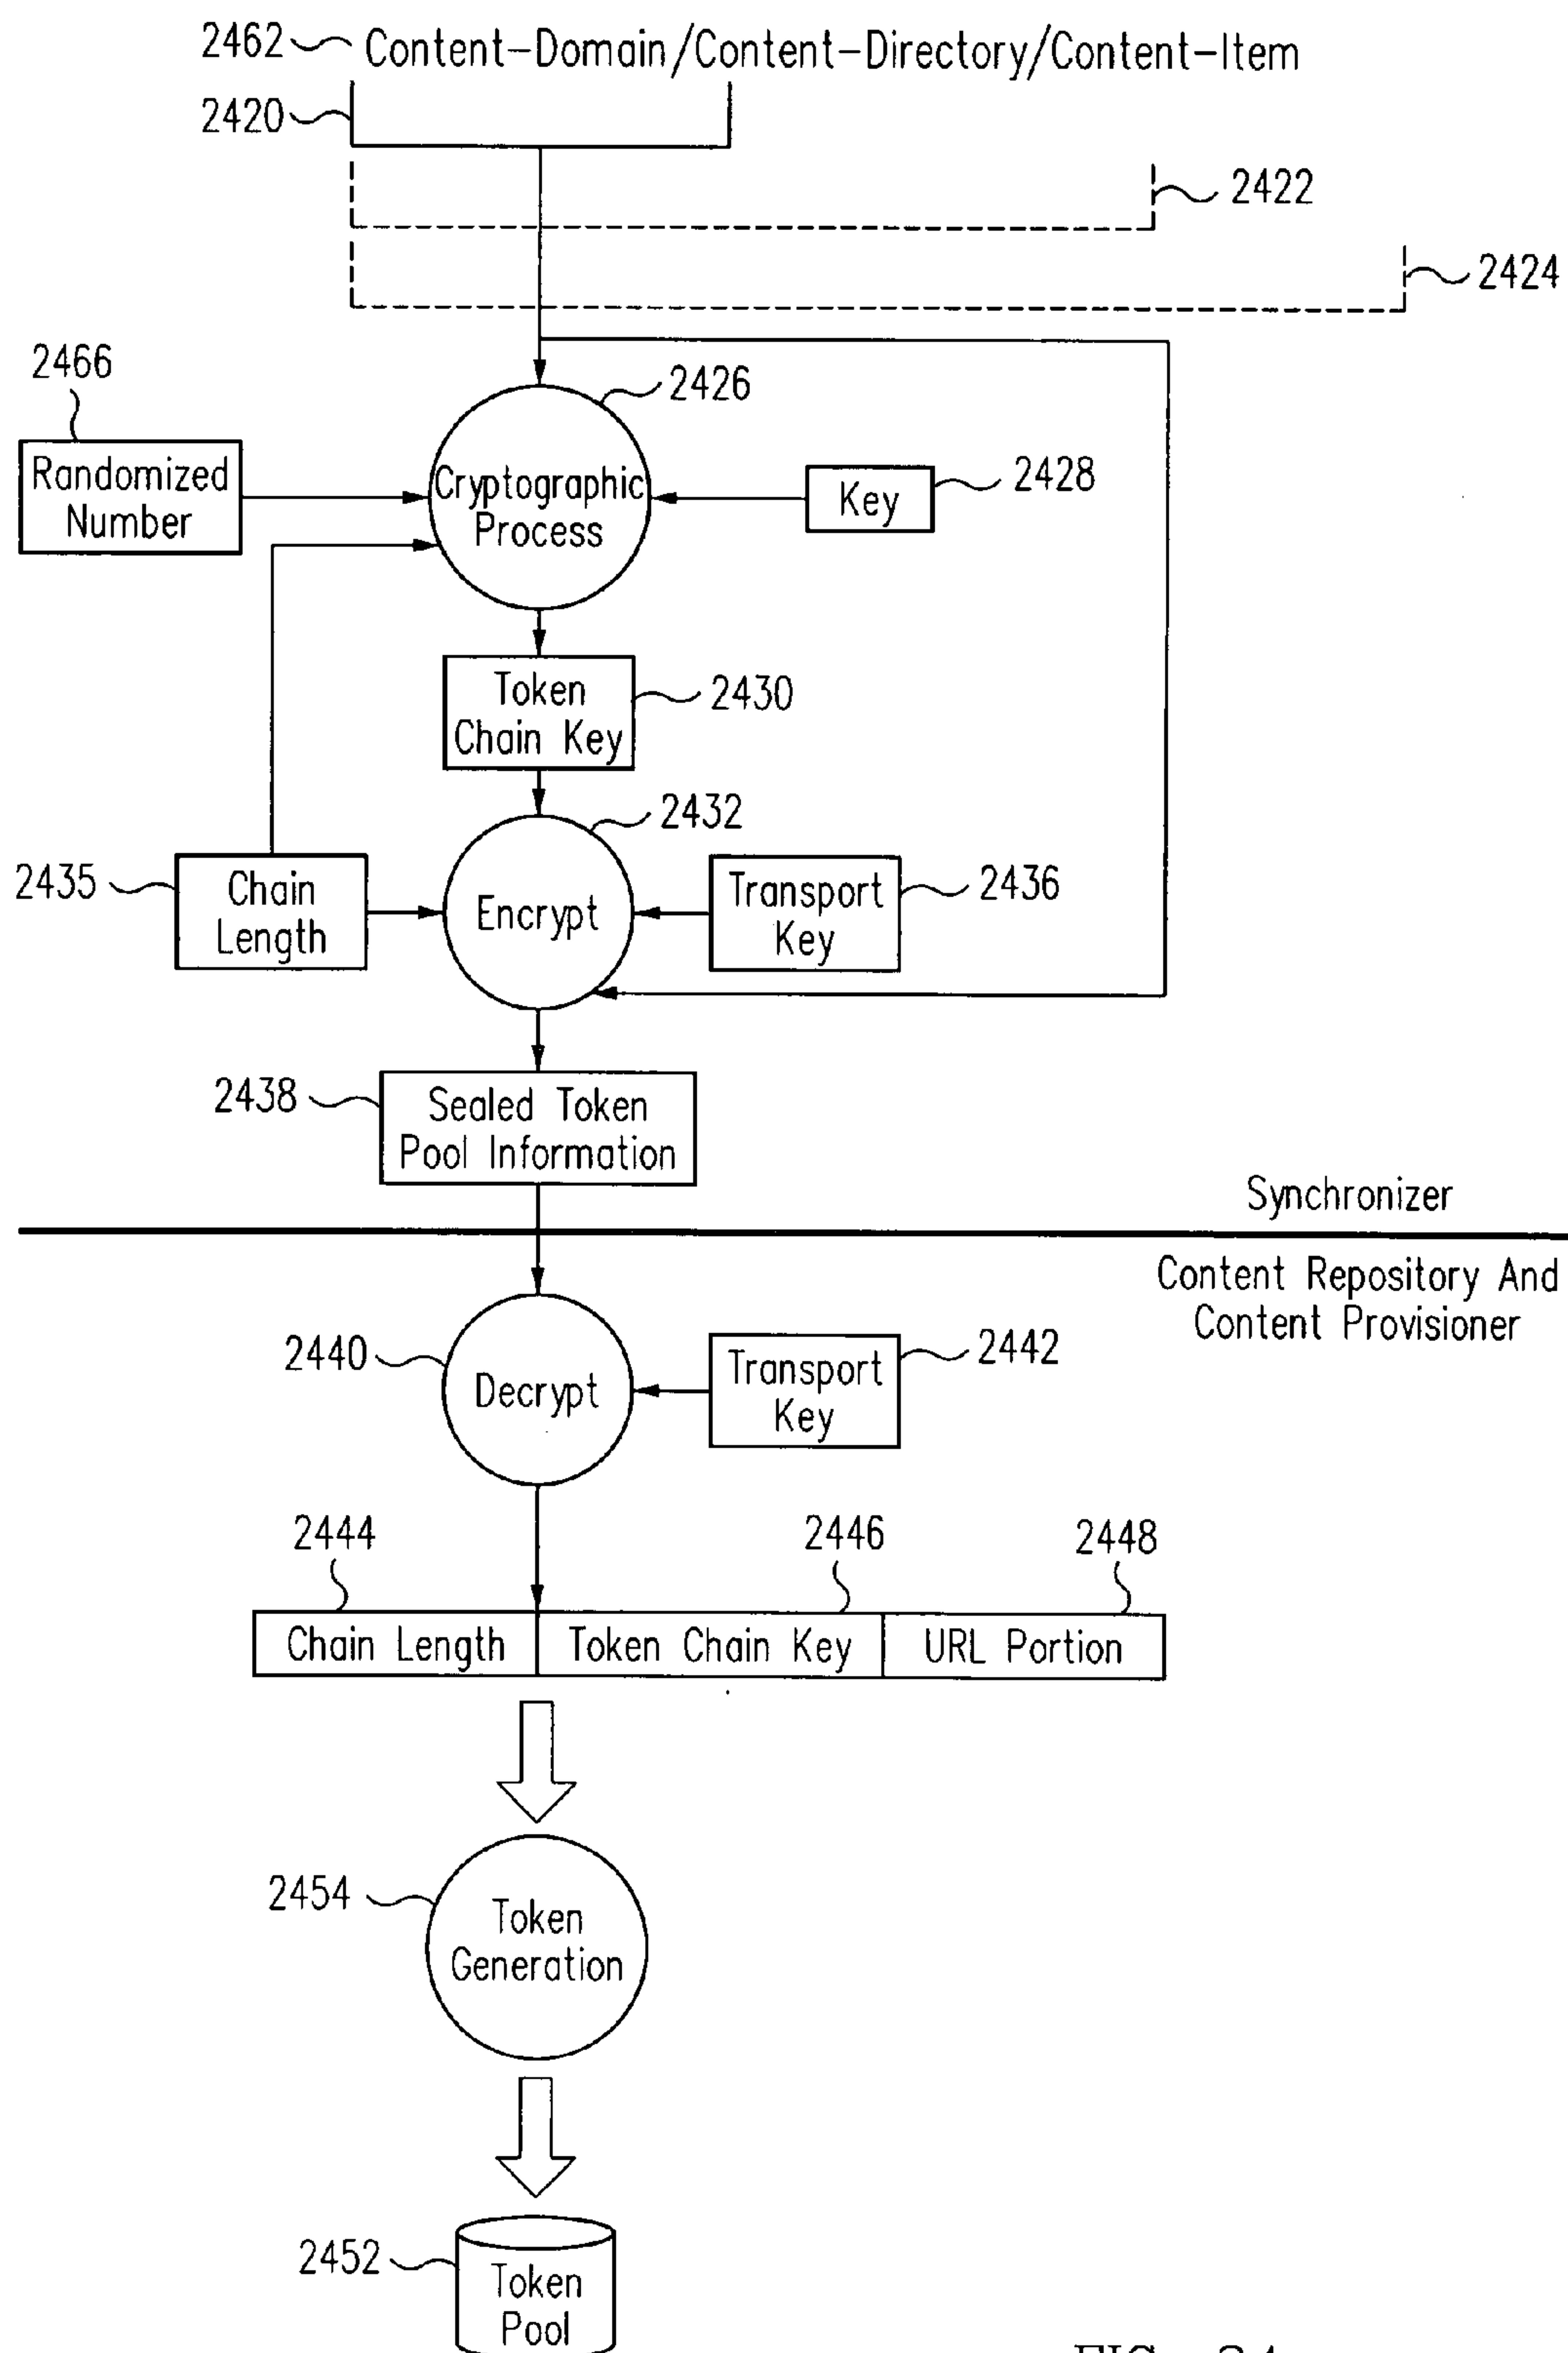 2462 Content-Domain/Content-Directory/Content-Item
2420
2422
2424
2466
2426
Randomized
Number
Cryptographic
Process
Key
2428
Token
Chain Key
2430
2432
2435
Chain
Length
Encrypt
Transport
Key
2436
2438
Sealed Token
Pool Information
Synchronizer
Content Repository And
Content Provisioner
2440
Decrypt
Transport
Key
2442
2444
2446
2448
Chain Length
Token Chain Key
URL Portion
2454
Token
Generation
2452
Token
Pool